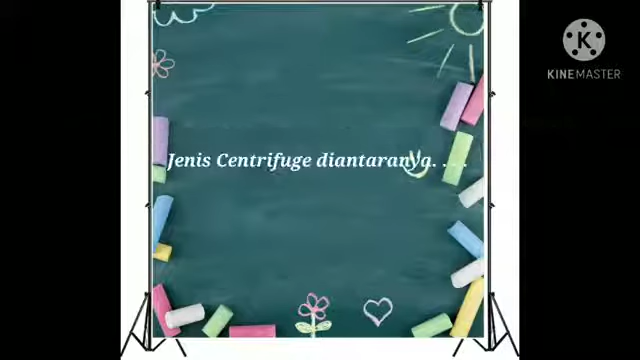 KINEMASTER
Jenis Centrifuge diantaranya. . . .